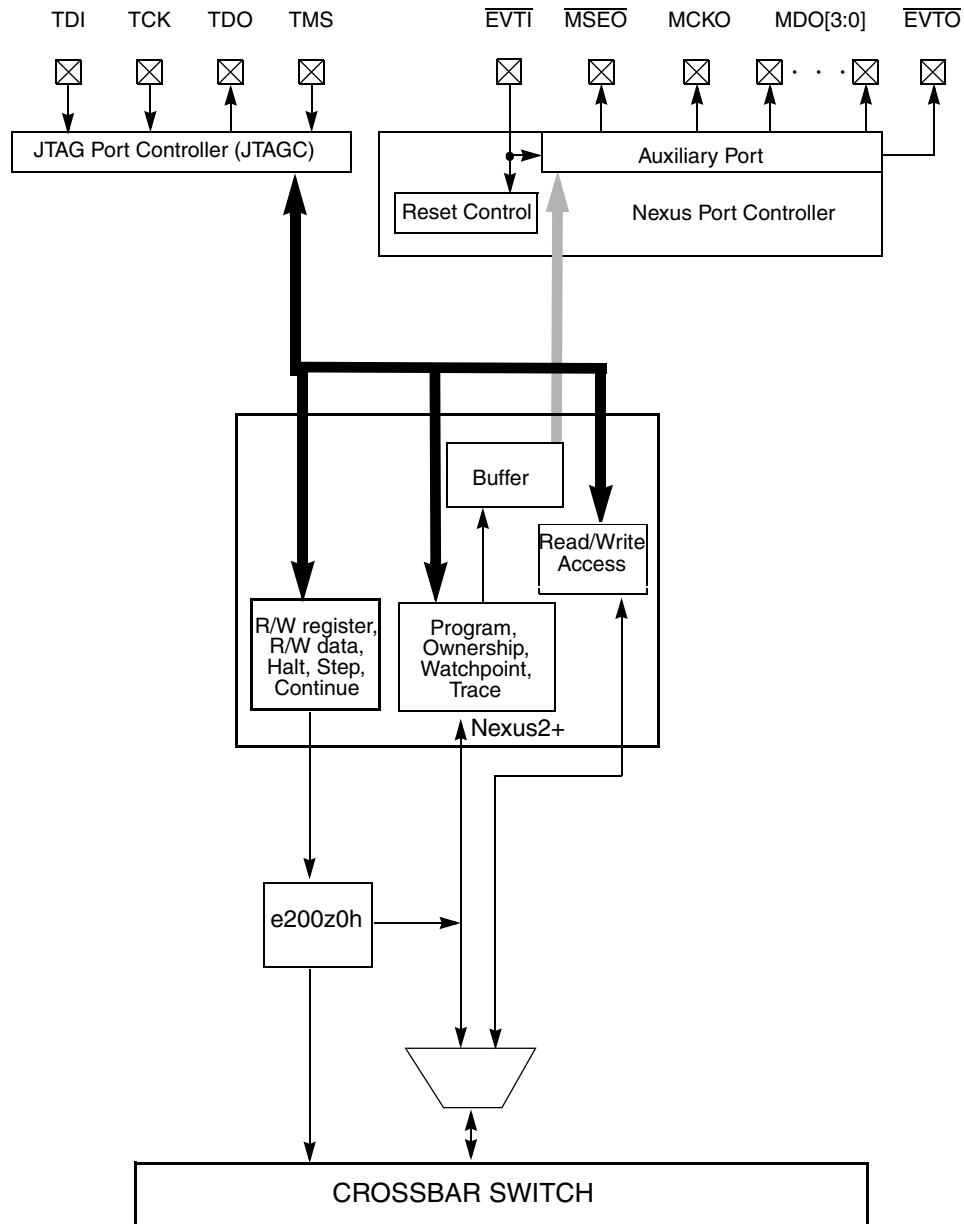 TDI TCK TDO TMS EVTI MSEO MCKO MDO[3:0] EVTO
JTAG Port Controller (JTAGC)
Auxiliary Port
Reset Control
Nexus Port Controller
Buffer
Read/Write
Access
R/W register,
R/W data,
Halt, Step,
Continue
Program,
Ownership,
Watchpoint,
Trace
Nexus2+
e200z0h
CROSSBAR SWITCH